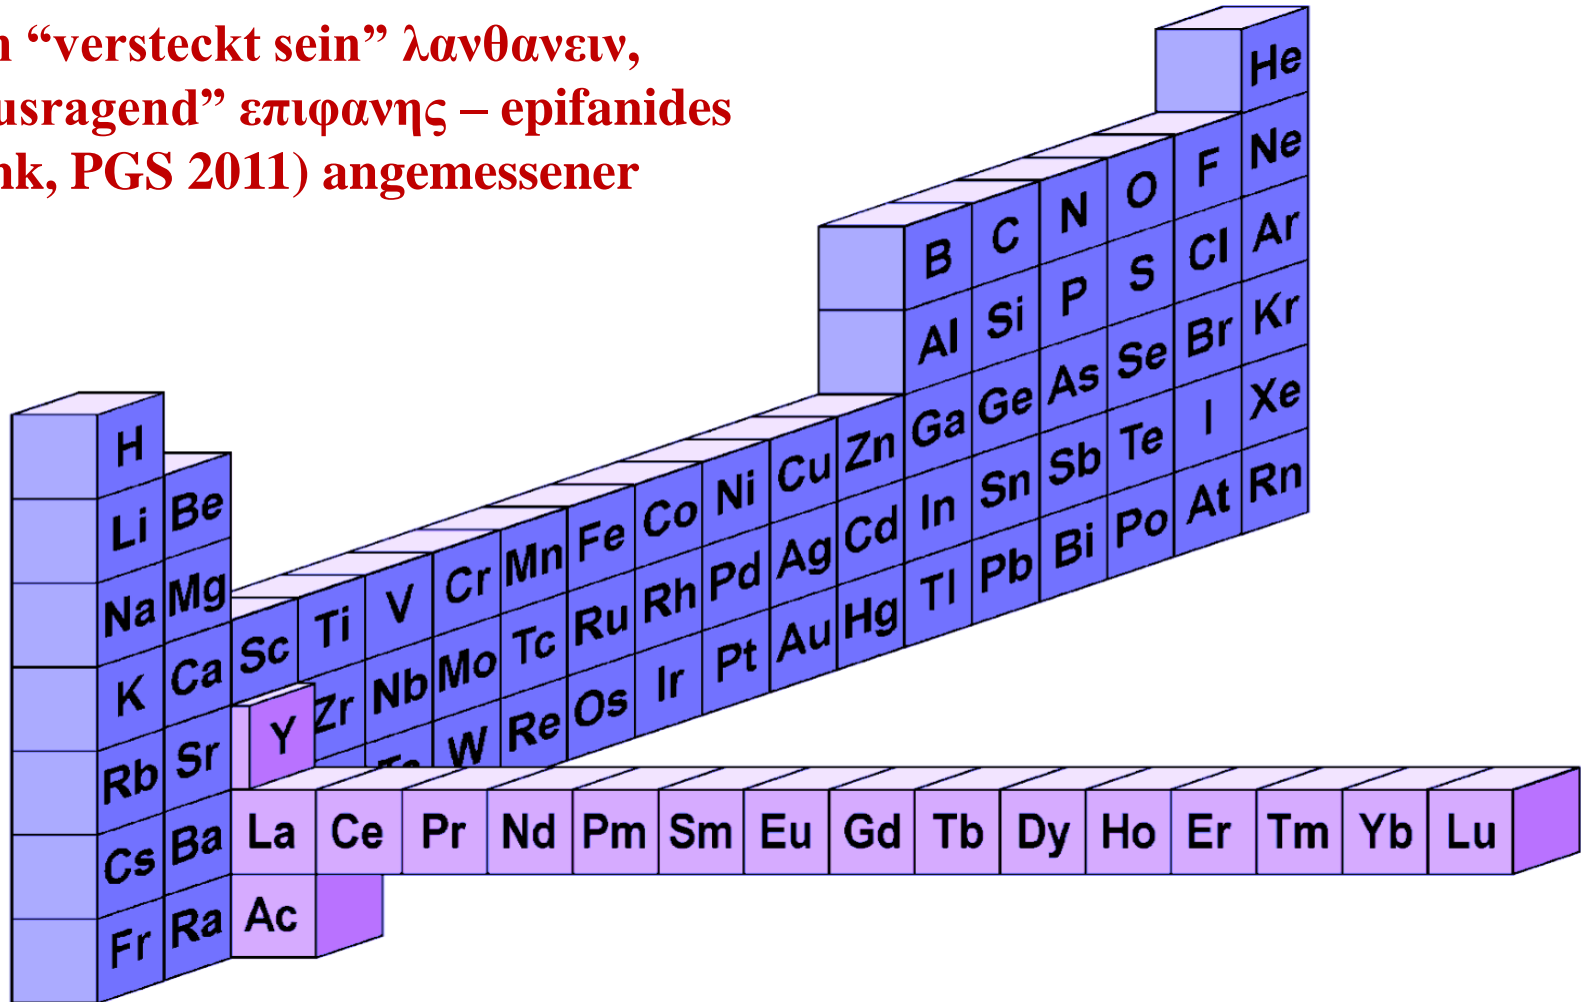 n “versteckt sein” λανθανειν,
usragend” επιφανης – epifanides
nk, PGS 2011) angemessener
H He
Li Be B C N O F Ne
Na Mg Al Si P S Cl Ar
K Ca Sc Ti V Cr Mn Fe Co Ni Cu Zn Ga Ge As Se Br Kr
Rb Sr Y Zr Nb Mo Tc Ru Rh Pd Ag Cd In Sn Sb Te I Xe
Ta W Re Os Ir Pt Au Hg Tl Pb Bi Po At Rn
Cs Ba La Ce Pr Nd Pm Sm Eu Gd Tb Dy Ho Er Tm Yb Lu
Fr Ra Ac